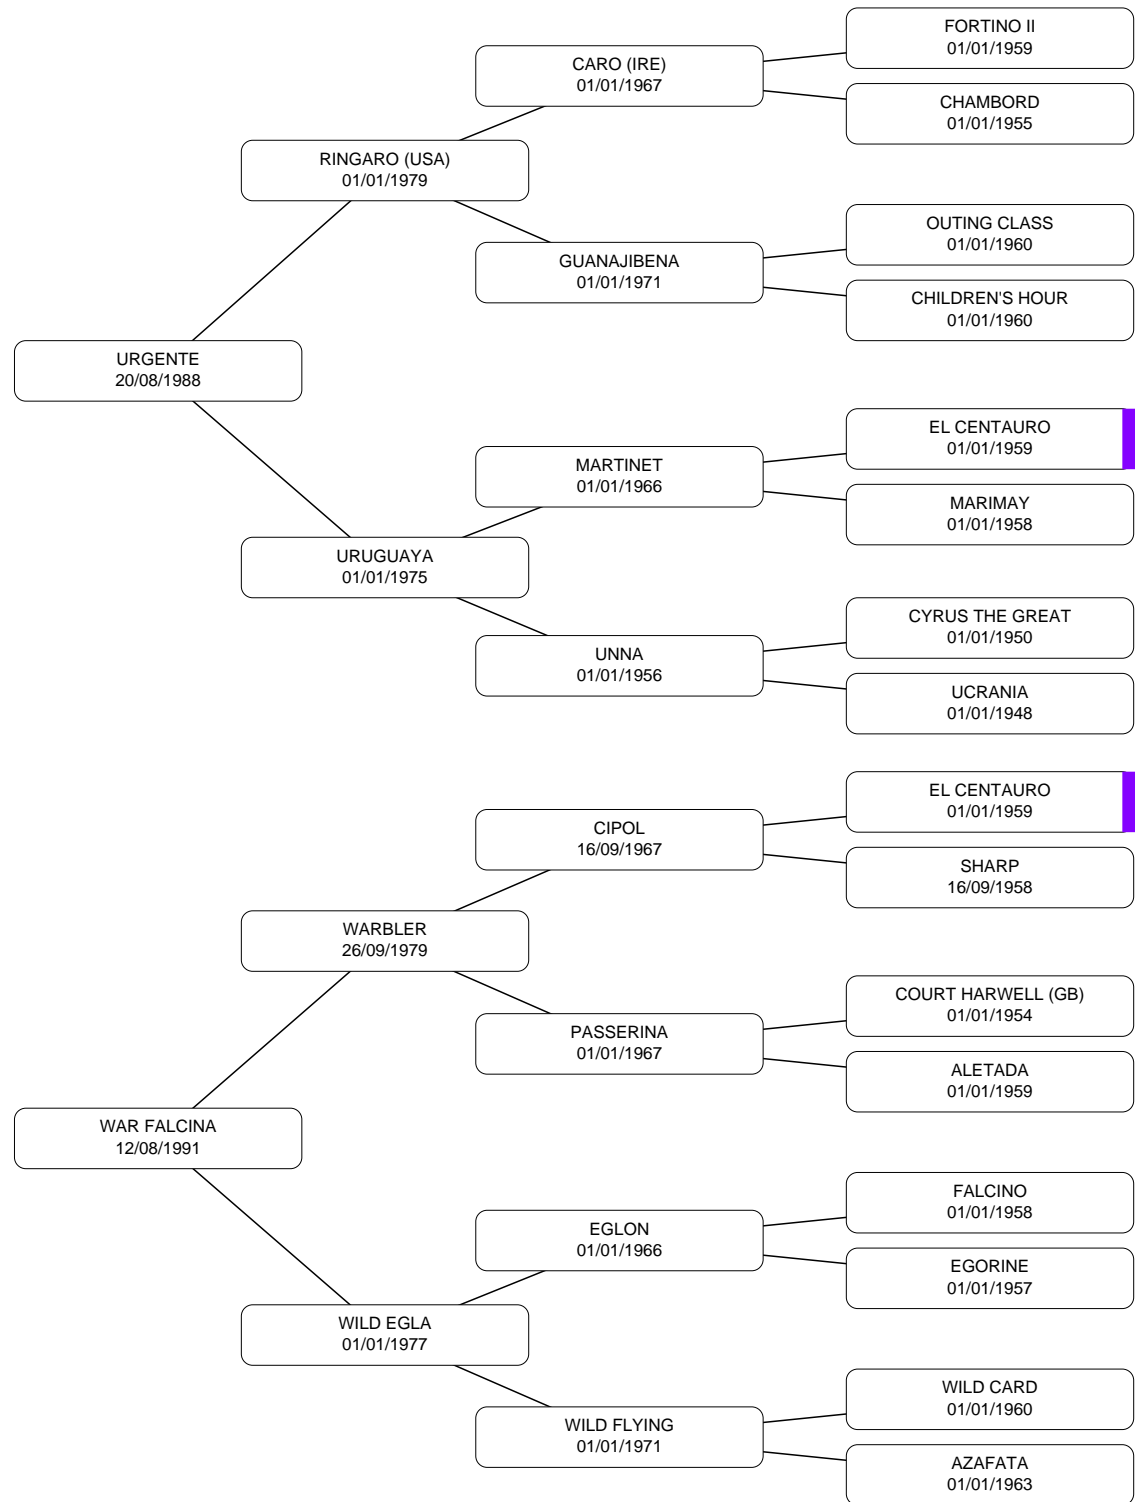 FORTINO II
01/01/1959
CARO (IRE)
01/01/1967
CHAMBORD
01/01/1955
RINGARO (USA)
01/01/1979
OUTING CLASS
01/01/1960
GUANAJIBENA
01/01/1971
CHILDREN'S HOUR
01/01/1960
URGENTE
20/08/1988
EL CENTAURO
01/01/1959
MARTINET
01/01/1966
MARIMAY
01/01/1958
URUGUAYA
01/01/1975
CYRUS THE GREAT
01/01/1950
UNNA
01/01/1956
UCRANIA
01/01/1948
EL CENTAURO
01/01/1959
CIPOL
16/09/1967
SHARP
16/09/1958
WARBLER
26/09/1979
COURT HARWELL (GB)
01/01/1954
PASSERINA
01/01/1967
ALETADA
01/01/1959
WAR FALCINA
12/08/1991
FALCINO
01/01/1958
EGLON
01/01/1966
EGORINE
01/01/1957
WILD EGLA
01/01/1977
WILD CARD
01/01/1960
WILD FLYING
01/01/1971
AZAFATA
01/01/1963